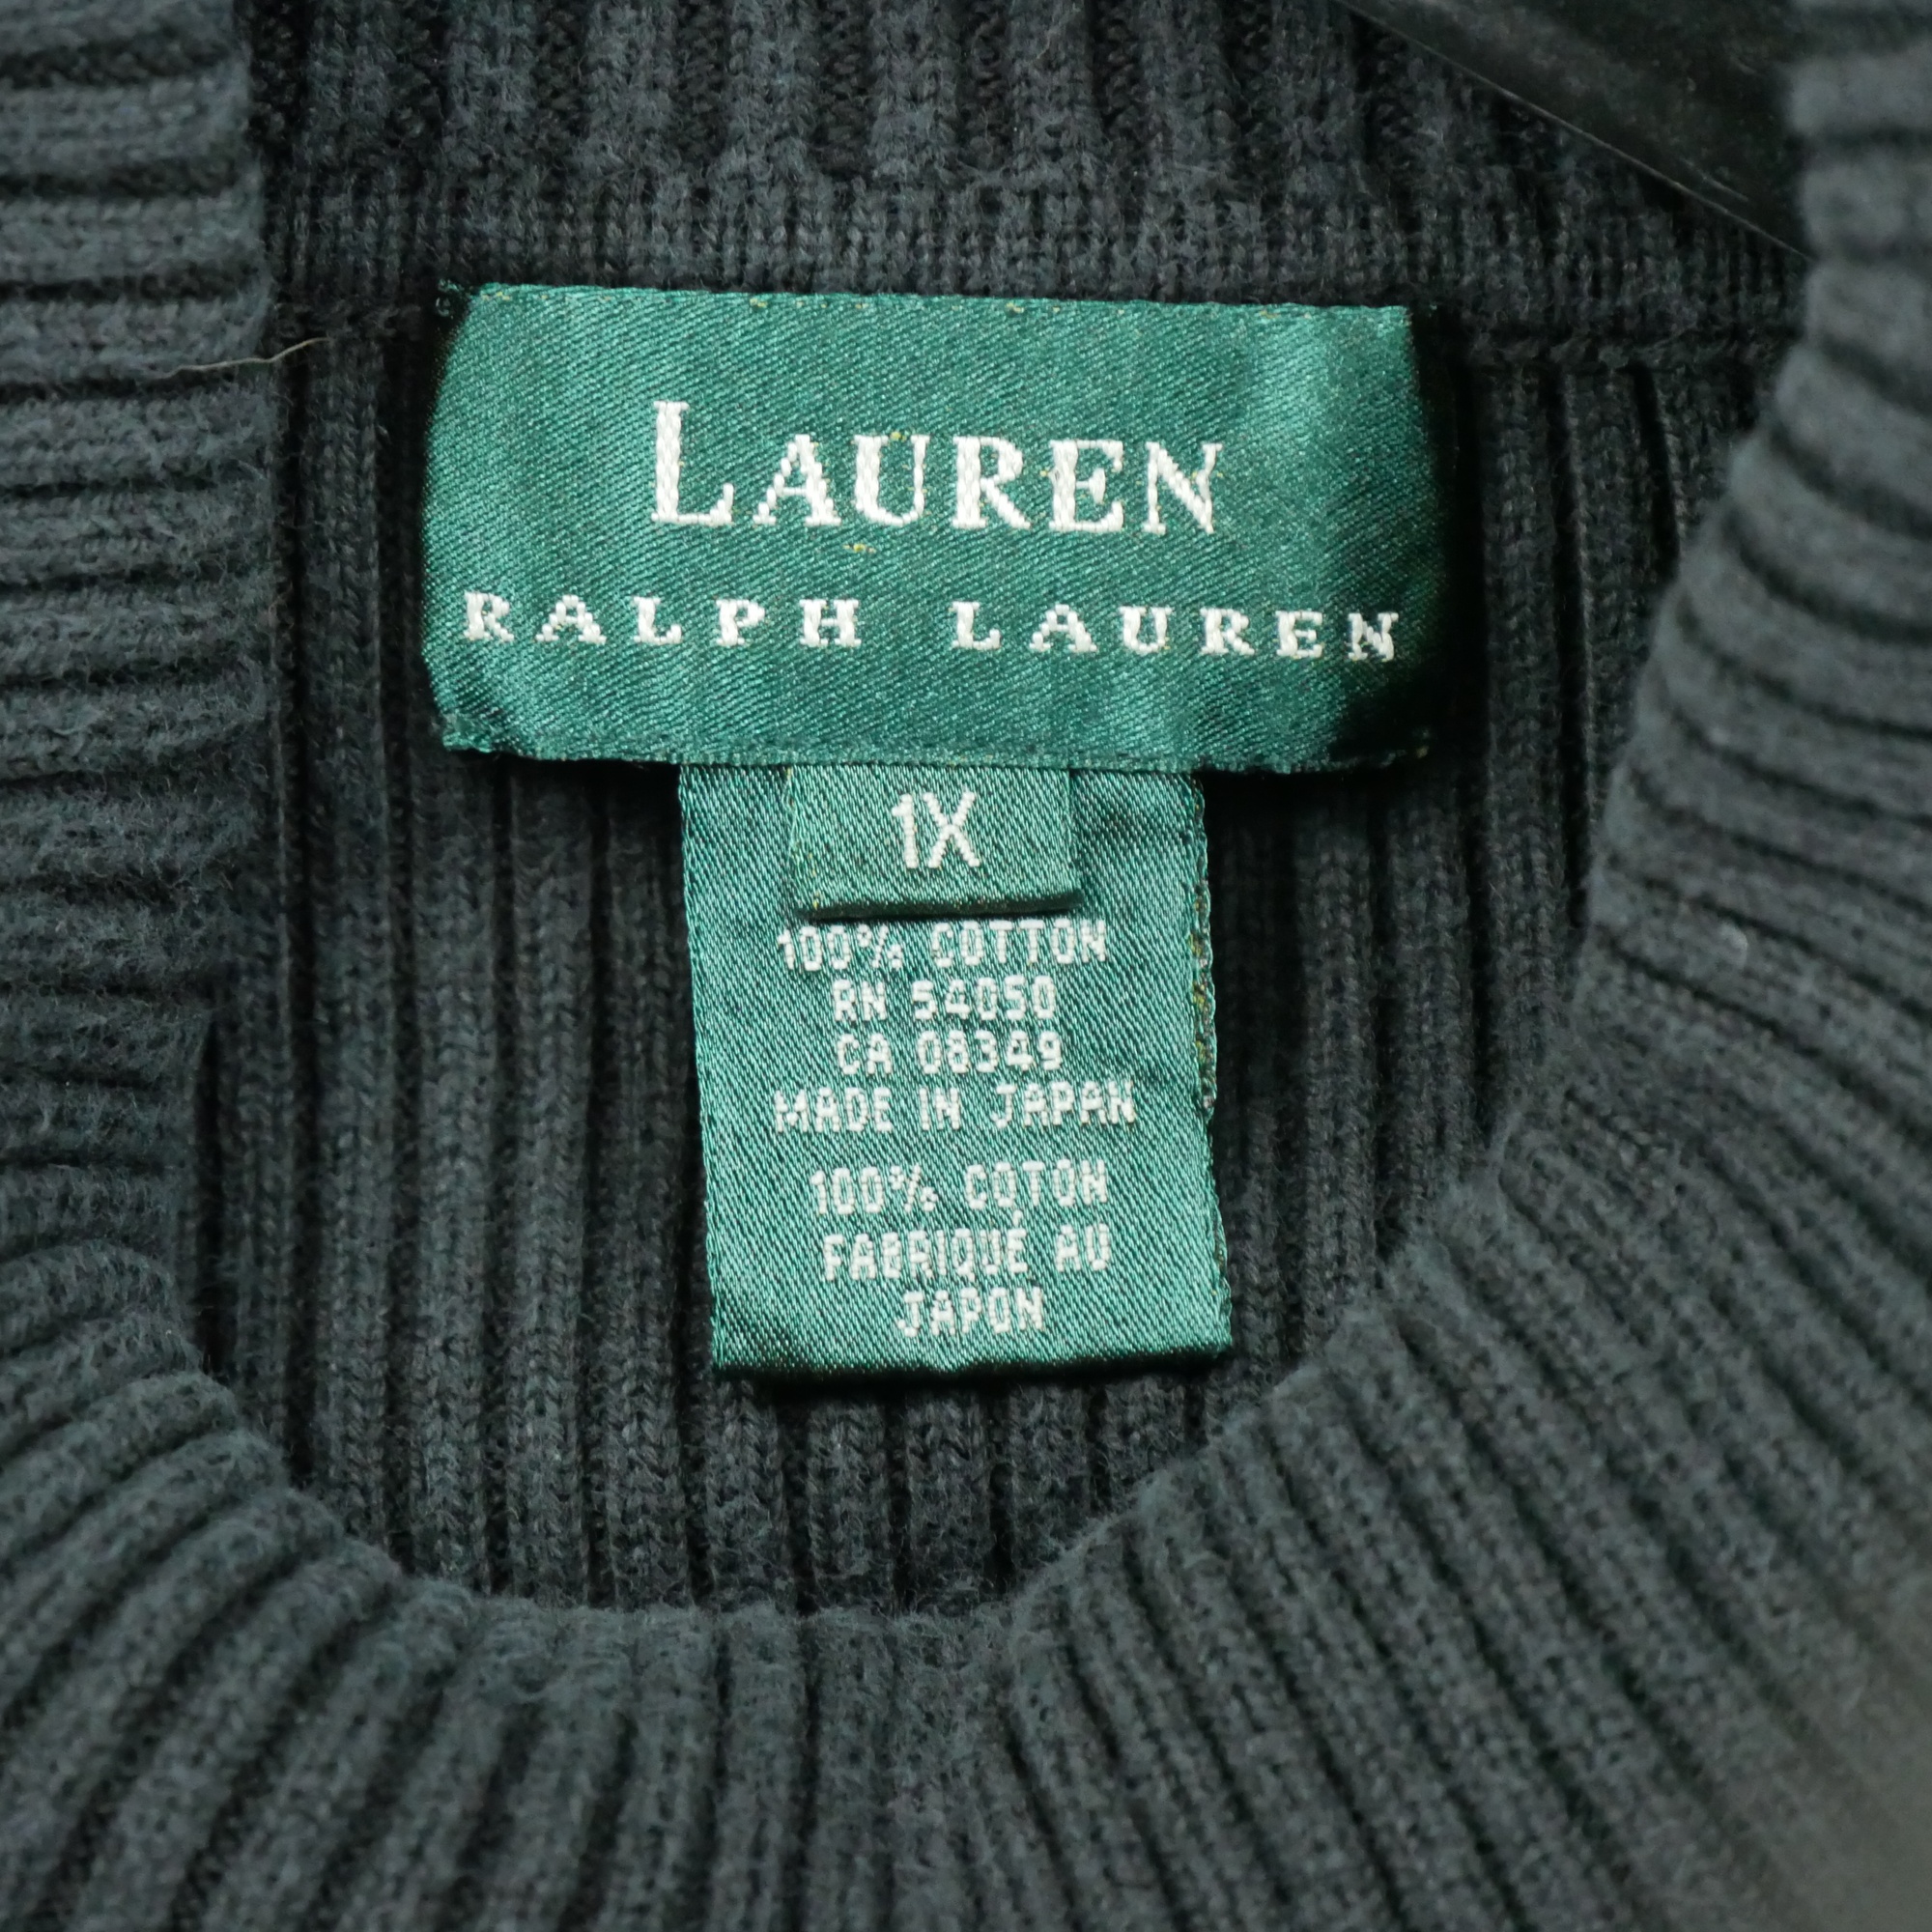 LAUREN
RALPH LAUREN
1X
100% COTTON
RN 54050
CA 08349
MADE IN JAPAN
100% COTON
FABRIQUÉ AU
JAPON